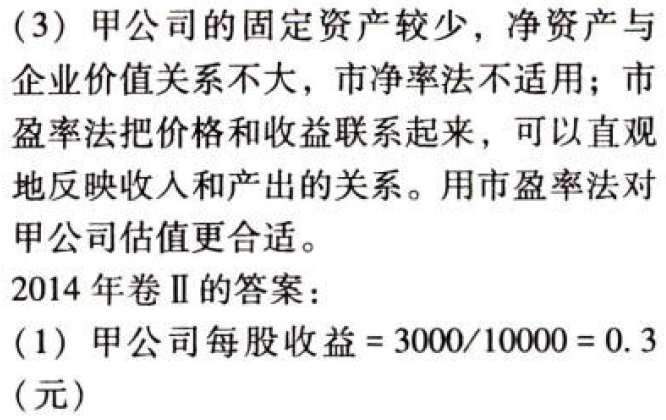 (3) 甲公司的固定资产较少，净资产与
企业价值关系不大，市净率法不适用；市
盈率法把价格和收益联系起来，可以直观
地反映收入和产出的关系。用市盈率法对
甲公司估值更合适。
2014 年卷Ⅱ的答案：
(1) 甲公司每股收益 = 3000/10000 = 0. 3
(元)